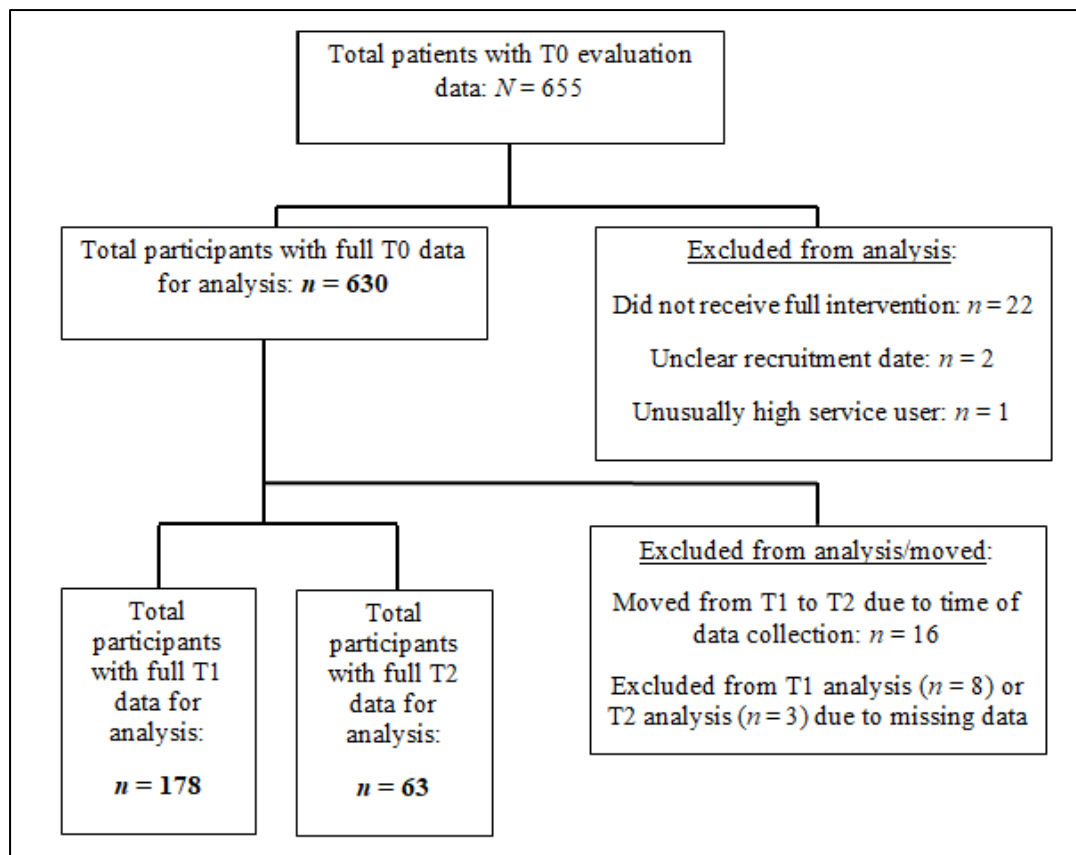 Total patients with T0 evaluation
data: N = 655
Total participants with full T0 data
for analysis: n = 630
Excluded from analysis:
Did not receive full intervention: n = 22
Unclear recruitment date: n = 2
Unusually high service user: n = 1
Total
participants
with full T1
data for
analysis:
n = 178
Total
participants
with full T2
data for
analysis:
n = 63
Excluded from analysis/moved:
Moved from T1 to T2 due to time of
data collection: n = 16
Excluded from T1 analysis (n = 8) or
T2 analysis (n = 3) due to missing data